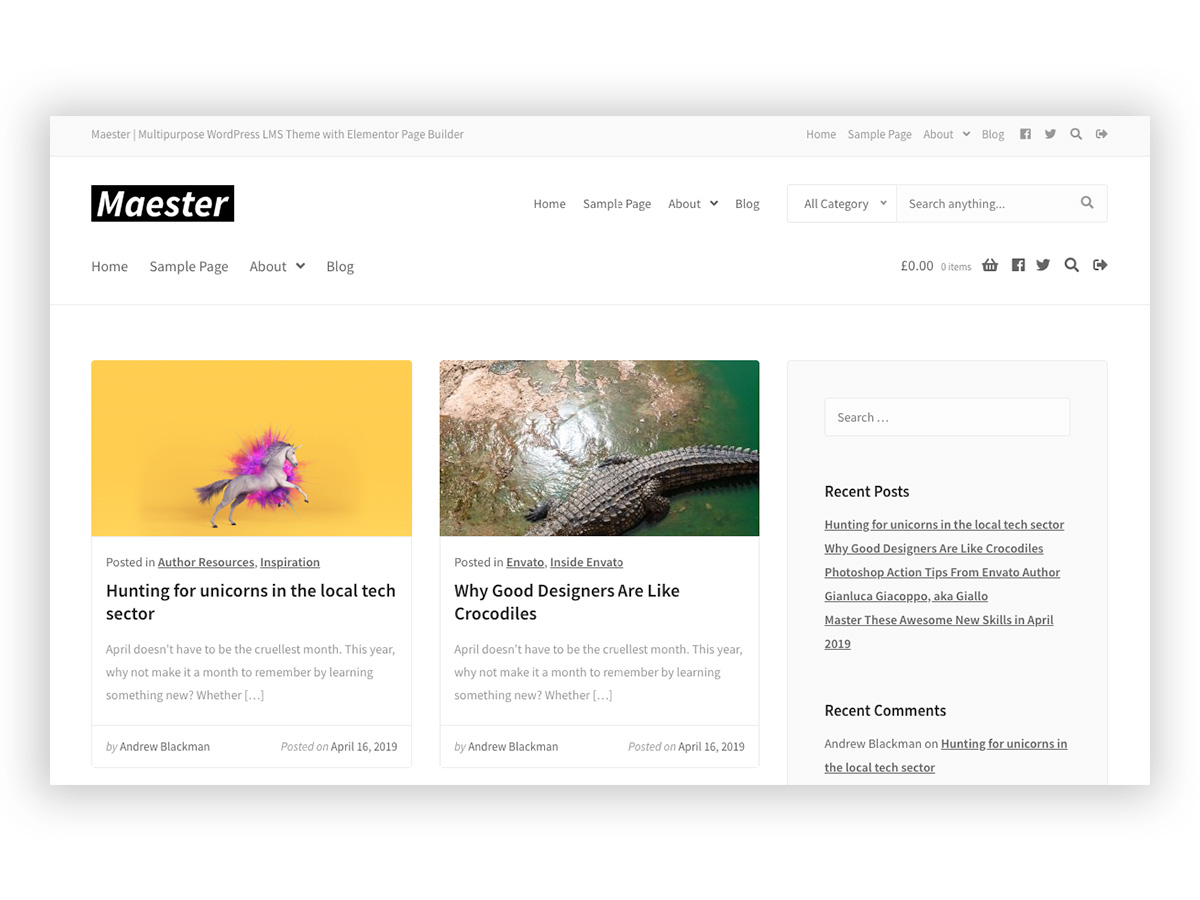 Maester | Multipurpose WordPress LMS Theme with Elementor Page Builder
Home Sample Page About Blog
Maester
Home Sample Page About Blog
All Category Search anything...
Home Sample Page About Blog
£0.00 0 items
Posted in Author Resources, Inspiration
Hunting for unicorns in the local tech
sector
April doesn't have to be the cruellest month. This year,
why not make it a month to remember by learning
something new? Whether […]
by Andrew Blackman Posted on April 16, 2019
Posted in Envato, Inside Envato
Why Good Designers Are Like
Crocodiles
April doesn't have to be the cruellest month. This year,
why not make it a month to remember by learning
something new? Whether […]
by Andrew Blackman Posted on April 16, 2019
Search …
Recent Posts
Hunting for unicorns in the local tech sector
Why Good Designers Are Like Crocodiles
Photoshop Action Tips From Envato Author
Gianluca Giacoppo, aka Giallo
Master These Awesome New Skills in April
2019
Recent Comments
Andrew Blackman on Hunting for unicorns in
the local tech sector